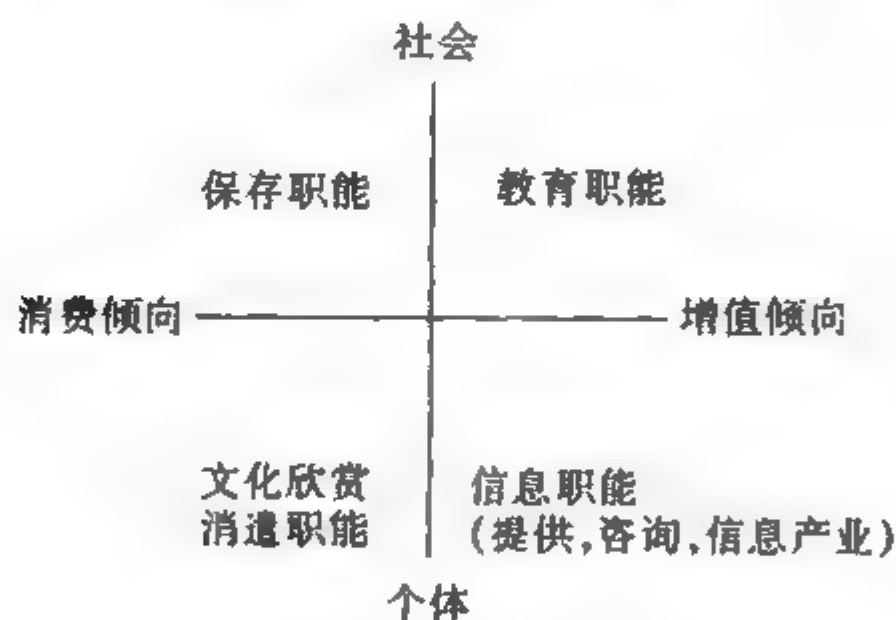 社会
保存职能
教育职能
消费倾向
增值倾向
文化欣赏
消遣职能
信息职能
(提供,咨询,信息产业)
个体